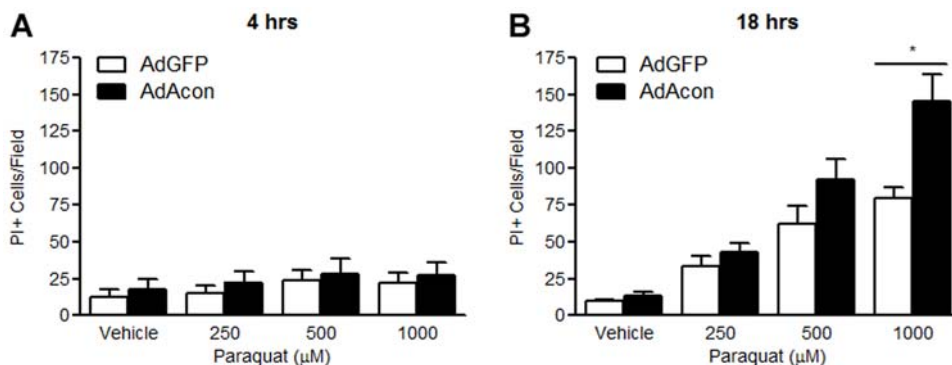 A
4 hrs
PI+ Cells/Field
175
150
125
100
75
50
25
0
AdGFP
AdAcon
Vehicle 250 500 1000
Paraquat (μM)
B
18 hrs
PI+ Cells/Field
175
150
125
100
75
50
25
0
AdGFP
AdAcon
*
Vehicle 250 500 1000
Paraquat (μM)